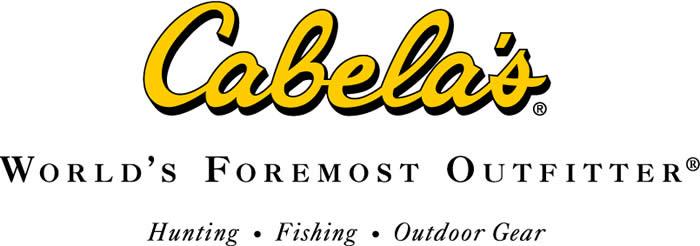 Cabela's®
World's Foremost Outfitter®
Hunting • Fishing • Outdoor Gear